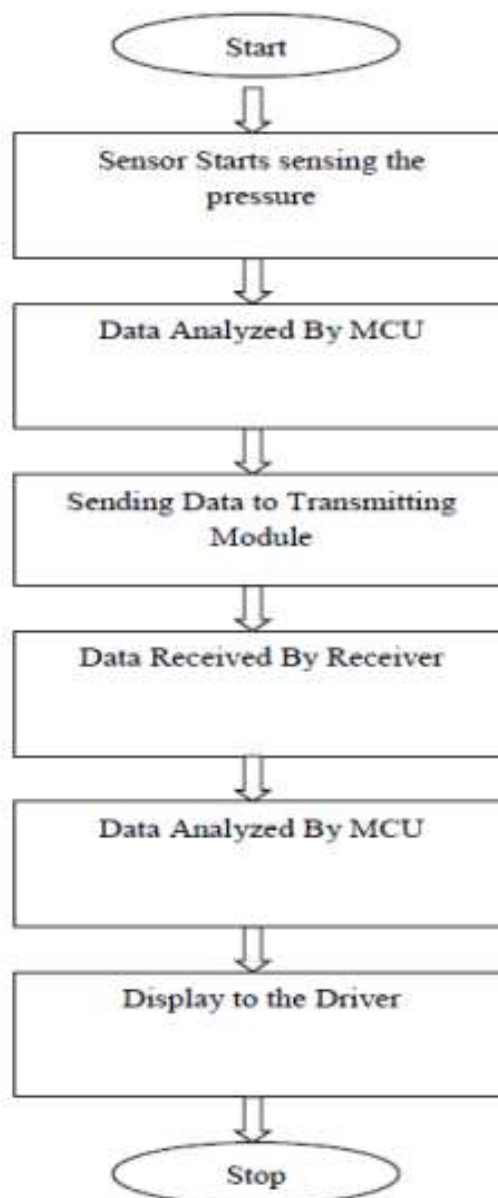 Start
Sensor Starts sensing the
pressure
Data Analyzed By MCU
Sending Data to Transmitting
Module
Data Received By Receiver
Data Analyzed By MCU
Display to the Driver
Stop